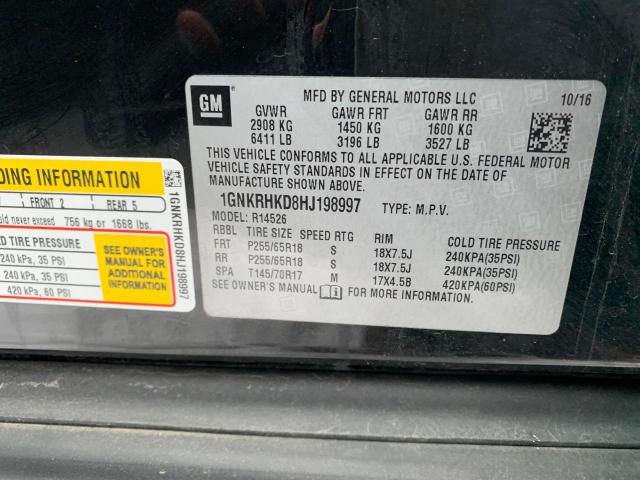 GM
MFD BY GENERAL MOTORS LLC 10/16
GVWR GAWR FRT GAWR RR
2908 KG 1450 KG 1600 KG
6411 LB 3196 LB 3527 LB
THIS VEHICLE CONFORMS TO ALL APPLICABLE U.S. FEDERAL MOTOR
VEHICLE SAFETY STANDARDS IN EFFECT ON THE DATE OF
MANUFACTURE SHOWN ABOVE.
1GNKRHKD8HJ198997 TYPE: M.P.V.
MODEL: R14526
RBBL TIRE SIZE SPEED RTG RIM COLD TIRE PRESSURE
FRT P255/65R18 S 18X7.5J 240KPA(35PSI)
RR P255/65R18 S 18X7.5J 240KPA(35PSI)
SPA T145/70R17 M 17X4.5B 420KPA(60PSI)
SEE OWNER'S MANUAL FOR MORE INFORMATION.
DING INFORMATION
FRONT 2 REAR 5
never exceed 756 kg or 1668 lbs.
COLD TIRE PRESSURE
240 kPa, 35 PSI
240 kPa, 35 PSI
420 kPa, 60 PSI
SEE OWNER'S
MANUAL FOR
ADDITIONAL
INFORMATION
1GNKRHKD8HJ198997